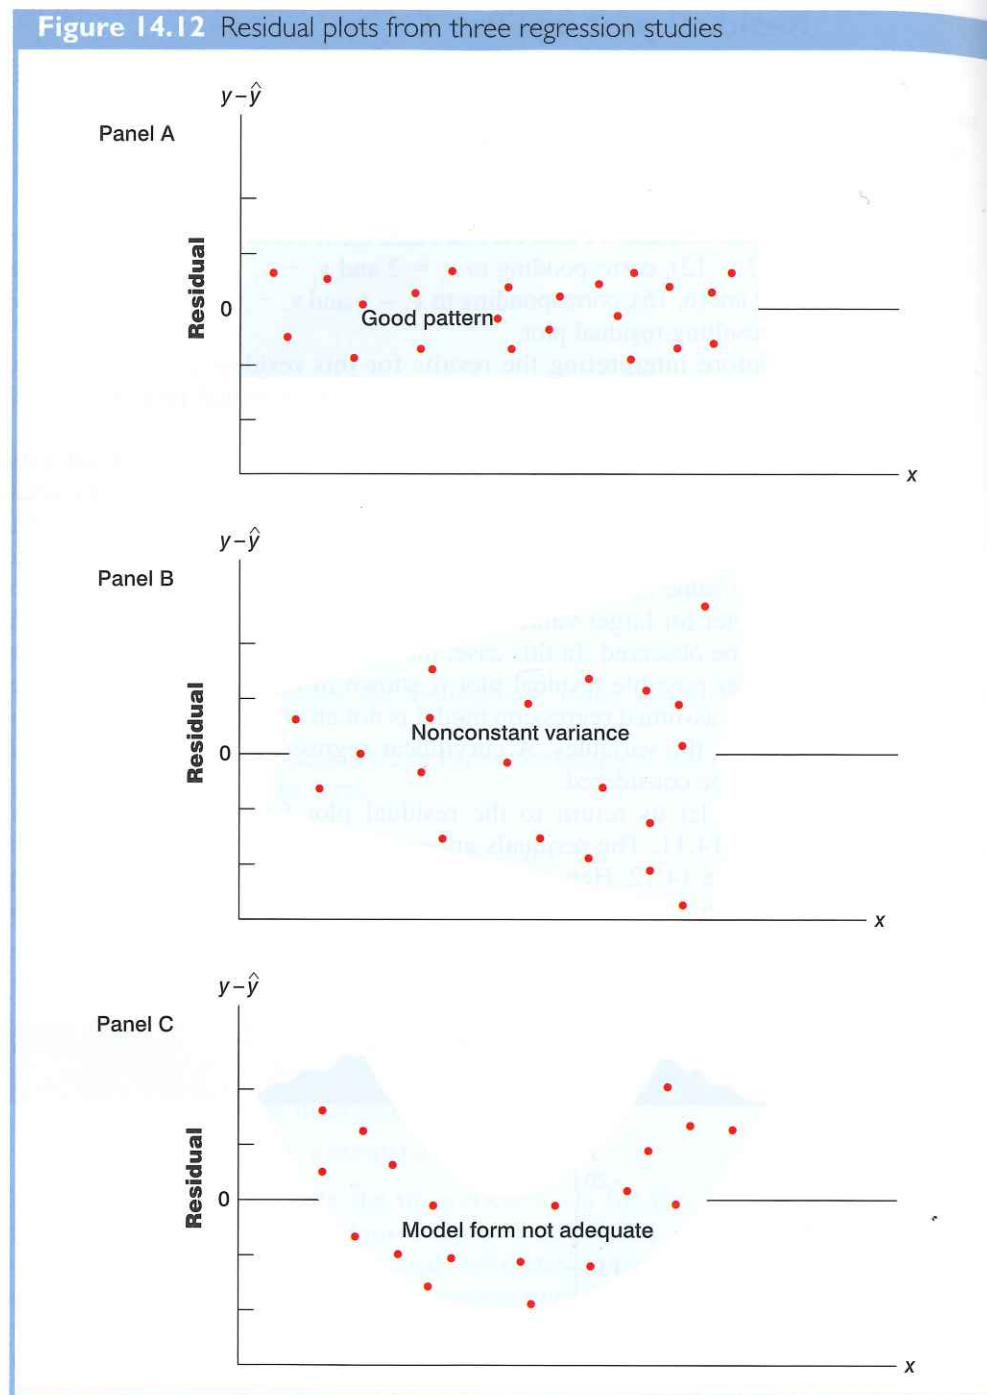 Figure 14.12 Residual plots from three regression studies
y – ŷ
Panel A
Residual
0
Good pattern
x
y – ŷ
Panel B
Residual
0
Nonconstant variance
x
y – ŷ
Panel C
Residual
0
Model form not adequate
x